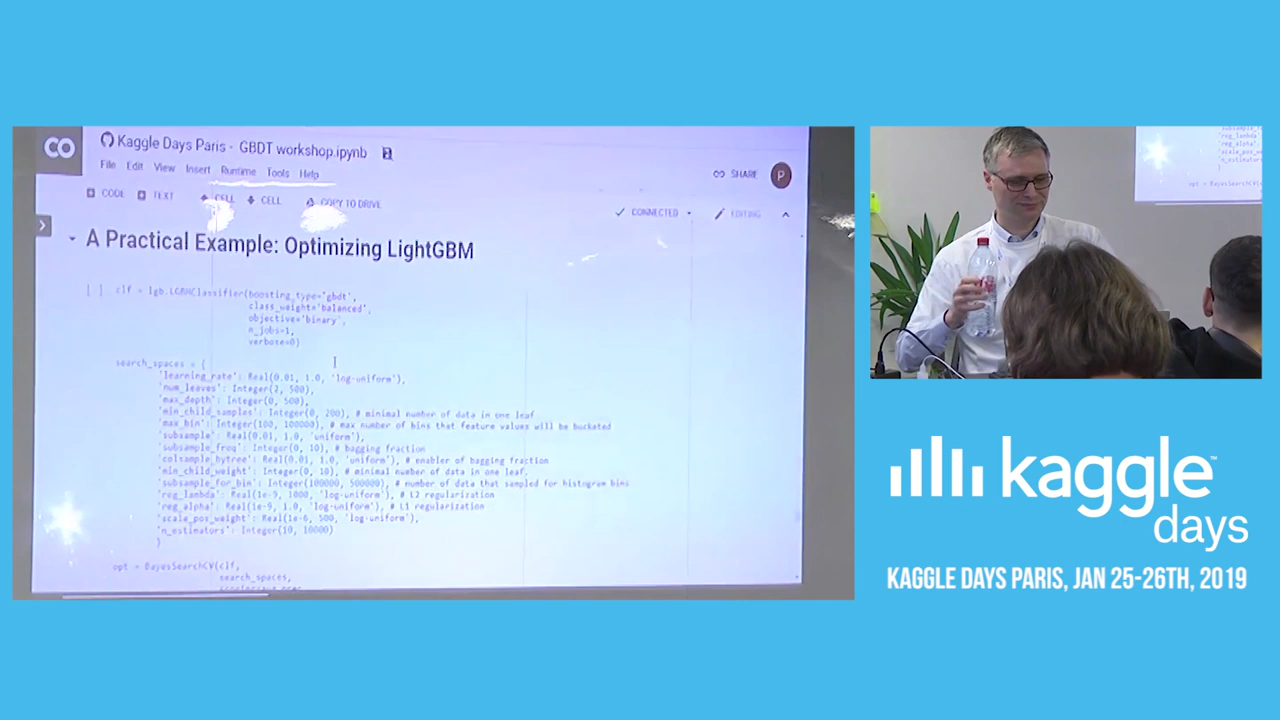 CO
Kaggle Days Paris - GBDT workshop.ipynb
File Edit View Insert Runtime Tools Help
SHARE
P
CODE TEXT CELL CELL COPY TO DRIVE
CONNECTED
EDITING
A Practical Example: Optimizing LightGBM
[ ] clf = lgb.LGBMClassifier(boosting_type='gbdt',
class_weight='balanced',
objective='binary',
n_jobs=1,
verbose=0)
search_spaces = {
'learning_rate': Real(0.01, 1.0, 'log-uniform'),
'num_leaves': Integer(2, 500),
'max_depth': Integer(0, 500),
'min_child_samples': Integer(0, 200), # minimal number of data in one leaf
'max_bin': Integer(100, 100000), # max number of bins that feature values will be bucketed
'subsample': Real(0.01, 1.0, 'uniform'),
'subsample_freq': Integer(0, 10), # bagging fraction
'colsample_bytree': Real(0.01, 1.0, 'uniform'), # enabler of bagging fraction
'min_child_weight': Integer(0, 10), # minimal number of data in one leaf.
'subsample_for_bin': Integer(100000, 500000), # number of data that sampled for histogram bins
'reg_lambda': Real(1e-9, 1000, 'log-uniform'), # L2 regularization
'reg_alpha': Real(1e-9, 1.0, 'log-uniform'), # L1 regularization
'scale_pos_weight': Real(1e-6, 500, 'log-uniform'),
'n_estimators': Integer(10, 10000)
}
opt = BayesSearchCV(clf,
search_spaces,
'reg_lambda'
'reg_alpha':
'scale_pos_w
'n_estimator
}
opt = BayesSearchCV
kaggle™
days
KAGGLE DAYS PARIS, JAN 25-26TH, 2019